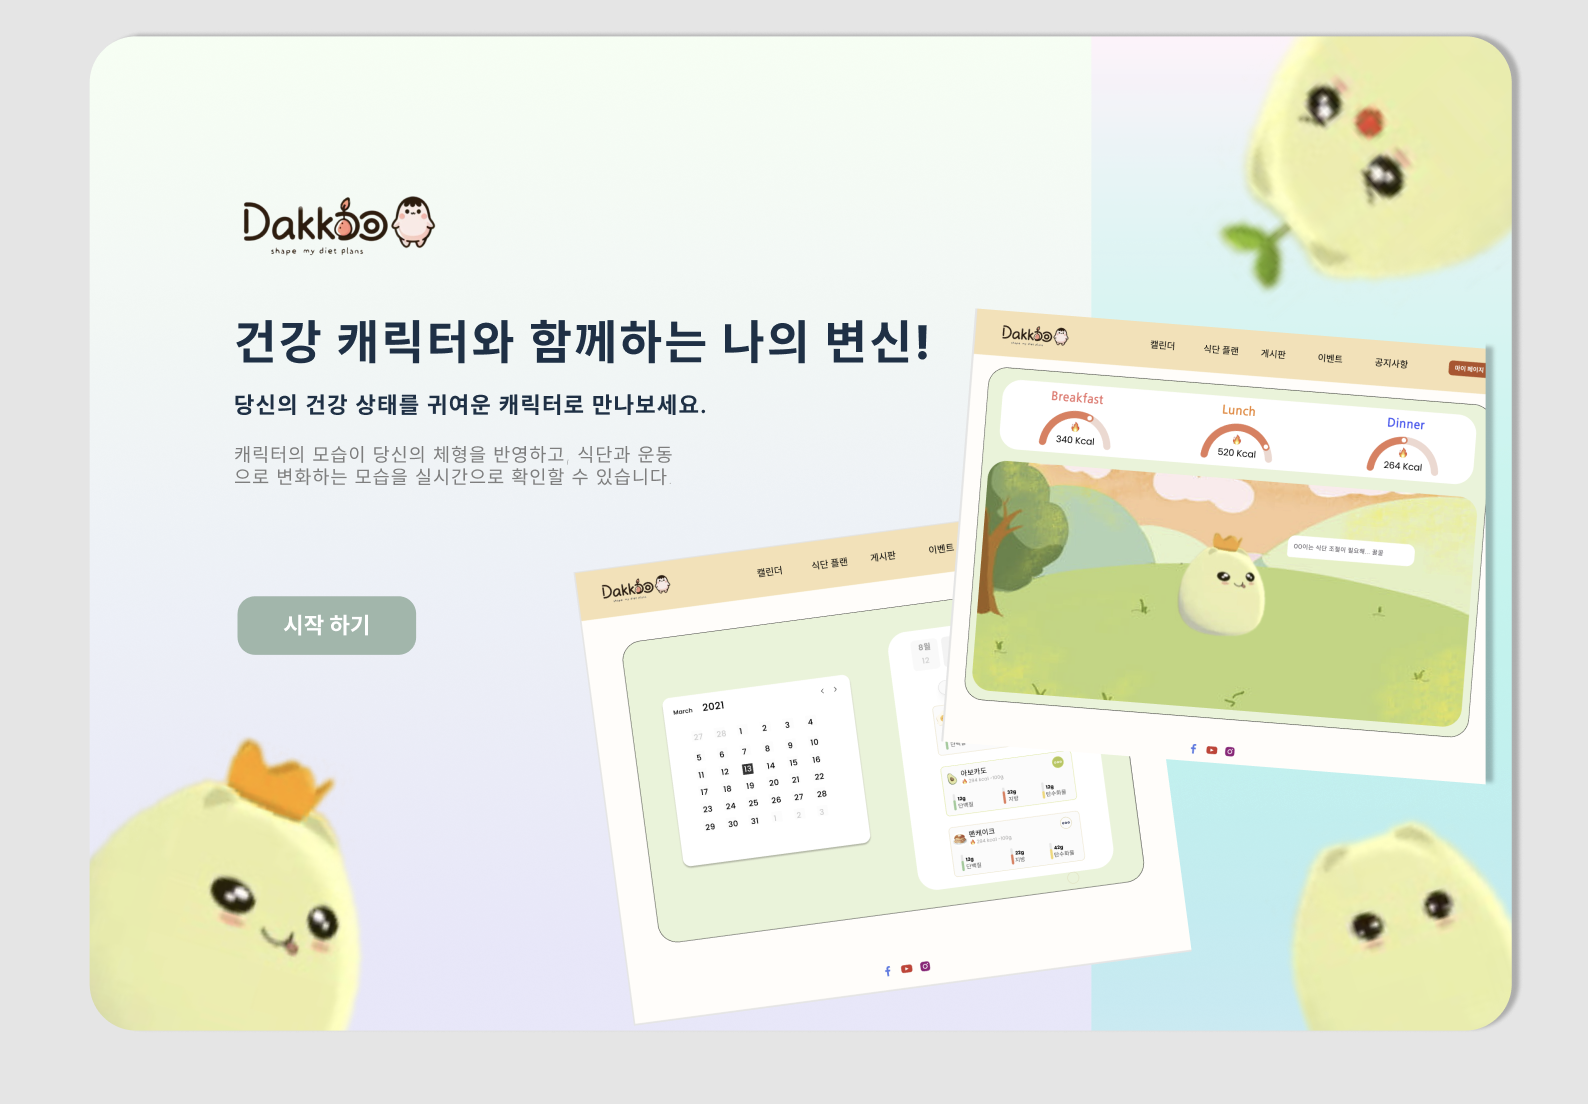 Dakkoo
shape my diet plans
건강 캐릭터와 함께하는 나의 변신!
당신의 건강 상태를 귀여운 캐릭터로 만나보세요.
캐릭터의 모습이 당신의 체형을 반영하고, 식단과 운동
으로 변화하는 모습을 실시간으로 확인할 수 있습니다.
시작 하기
Dakkoo
캘린더 식단 플랜 게시판 이벤트 공지사항 마이 페이지
Breakfast Lunch Dinner
340 Kcal 520 Kcal 264 Kcal
OO이는 식단 조절이 필요해...
Dakkoo
캘린더 식단 플랜 게시판 이벤트
March 2021
27 28 1 2 3 4
5 6 7 8 9 10
11 12 13 14 15 16
17 18 19 20 21 22
23 24 25 26 27 28
29 30 31 1 2 3
8월
12
단백질
아보카도
12g 32g 12g
단백질 지방 탄수화물
팬케이크
12g 22g 42g
단백질 지방 탄수화물